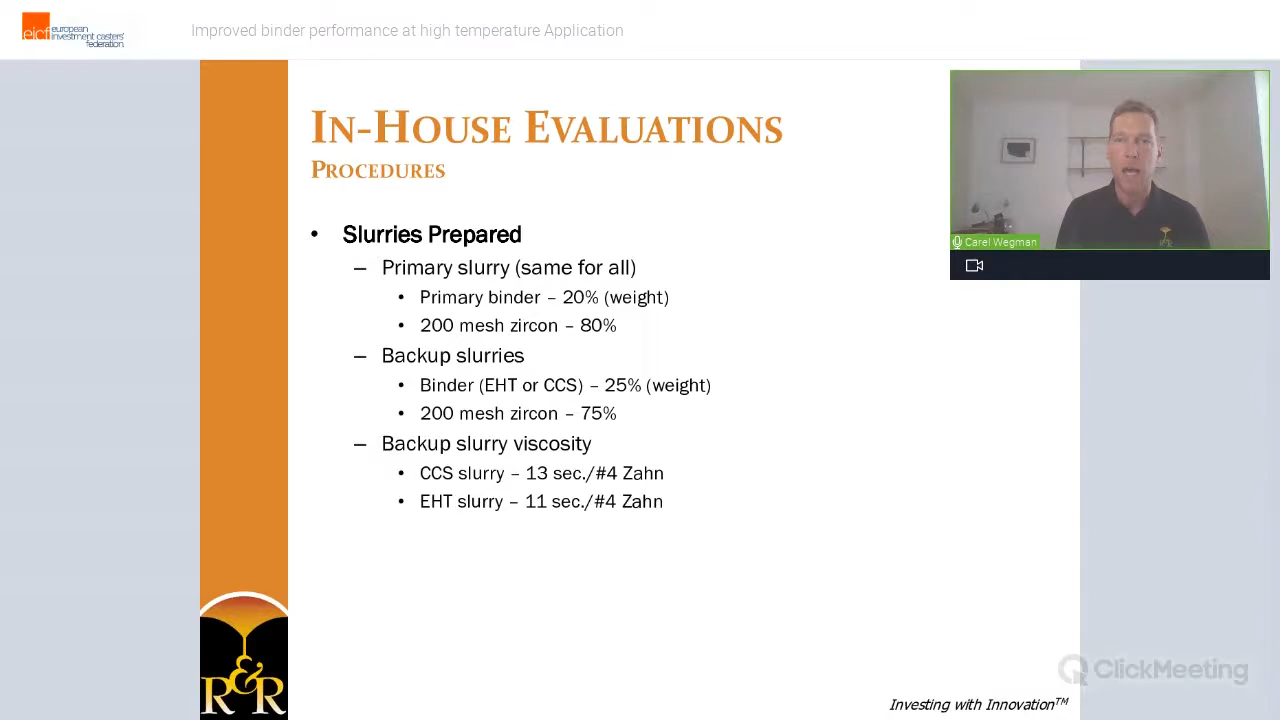 eicf european
investment casters'
federation.
Improved binder performance at high temperature Application
IN-HOUSE EVALUATIONS
PROCEDURES
• Slurries Prepared
– Primary slurry (same for all)
• Primary binder – 20% (weight)
• 200 mesh zircon – 80%
– Backup slurries
• Binder (EHT or CCS) – 25% (weight)
• 200 mesh zircon – 75%
– Backup slurry viscosity
• CCS slurry – 13 sec./#4 Zahn
• EHT slurry – 11 sec./#4 Zahn
Carel Wegman
R&R
R&R
ClickMeeting
Investing with Innovation™